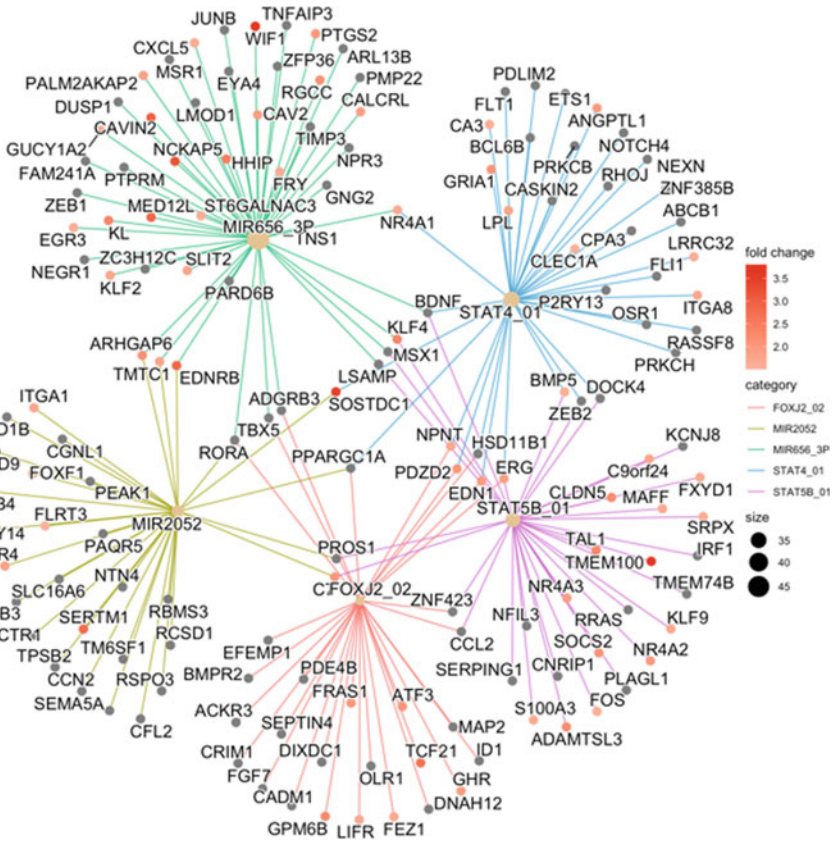 JUNB
TNFAIP3
WIF1
PTGS2
CXCL5
MSR1
ZFP36
ARL13B
PALM2AKAP2
EYA4
RGCC
PMP22
DUSP1
LMOD1
CAV2
CALCRL
CAVIN2
TIMP3
GUCY1A2
NCKAP5
HHIP
NPR3
FAM241A
PTPRM
FRY
GNG2
ZEB1
MED12L
ST6GALNAC3
MIR656_3P
TNS1
NR4A1
EGR3
KL
ZC3H12C
SLIT2
NEGR1
KLF2
PARD6B
PDLIM2
FLT1
ETS1
ANGPTL1
CA3
BCL6B
NOTCH4
PRKCB
NEXN
GRIA1
CASKIN2
RHOJ
ZNF385B
LPL
ABCB1
CPA3
LRRC32
CLEC1A
FLI1
BDNF
STAT4_01
P2RY13
ITGA8
OSR1
RASSF8
PRKCH
fold change
3.5
3.0
2.5
2.0
category
FOXJ2_02
MIR2052
MIR656_3P
STAT4_01
STAT5B_01
size
35
40
45
KLF4
MSX1
ARHGAP6
TMTC1
EDNRB
LSAMP
SOSTDC1
BMP5
DOCK4
ZEB2
ITGA1
ADGRB3
TBX5
RORA
PPARGC1A
NPNT
HSD11B1
KCNJ8
D1B
CGNL1
PDZD2
ERG
C9orf24
D9
FOXF1
PEAK1
EDN1
CLDN5
MAFF
FXYD1
34
FLRT3
MIR2052
STAT5B_01
SRPX
Y14
PAQR5
PROS1
TAL1
IRF1
R4
NTN4
TMEM100
SLC16A6
FOXJ2_02
TMEM74B
B3
SERTM1
RBMS3
ZNF423
NFIL3
NR4A3
RRAS
KLF9
CTR1
RCSD1
CCL2
SOCS2
NR4A2
TPSB2
TM6SF1
EFEMP1
SERPING1
CNRIP1
PLAGL1
CCN2
RSPO3
BMPR2
PDE4B
FRAS1
ATF3
FOS
SEMA5A
S100A3
CFL2
ACKR3
SEPTIN4
MAP2
ADAMTSL3
CRIM1
DIXDC1
TCF21
ID1
FGF7
OLR1
GHR
CADM1
DNAH12
GPM6B
LIFR
FEZ1